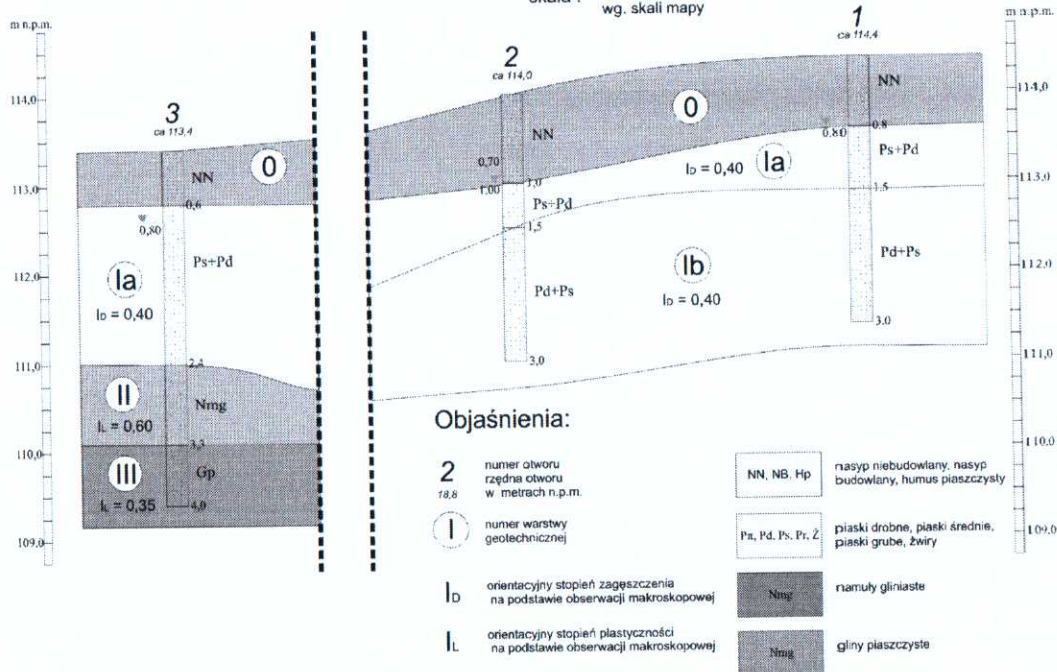 skala 1
wg. skali mapy
m n.p.m.
114,0
113,0
112,0
111,0
110,0
109,0
3
ca 113,4
NN
0
0,6
0,80
Ps+Pd
Ia
ID = 0,40
2,4
II
IL = 0,60
Nmg
3,3
III
IL = 0,35
Gp
4,0
2
ca 114,0
NN
0,70
1,00
1,0
Ps+Pd
1,5
Pd+Ps
3,0
0
ID = 0,40
Ia
Ib
ID = 0,40
1
ca 114,4
NN
0,80
0,8
Ps+Pd
1,5
Pd+Ps
3.0
m n.p.m.
114,0
113,0
112,0
111,0
110,0
109,0
Objaśnienia:
2
18,8
numer otworu
rzędna otworu
w metrach n.p.m.
I
numer warstwy
geotechnicznej
ID
orientacyjny stopień zagęszczenia
na podstawie obserwacji makroskopowej
IL
orientacyjny stopień plastyczności
na podstawie obserwacji makroskopowej
NN, NB, Hp
nasyp niebudowlany, nasyp
budowlany, humus piaszczysty
Pπ, Pd, Ps, Pr, Ż
piaski drobne, piaski średnie,
piaski grube, żwiry
Nmg
namuły gliniaste
Nmg
gliny piaszczyste